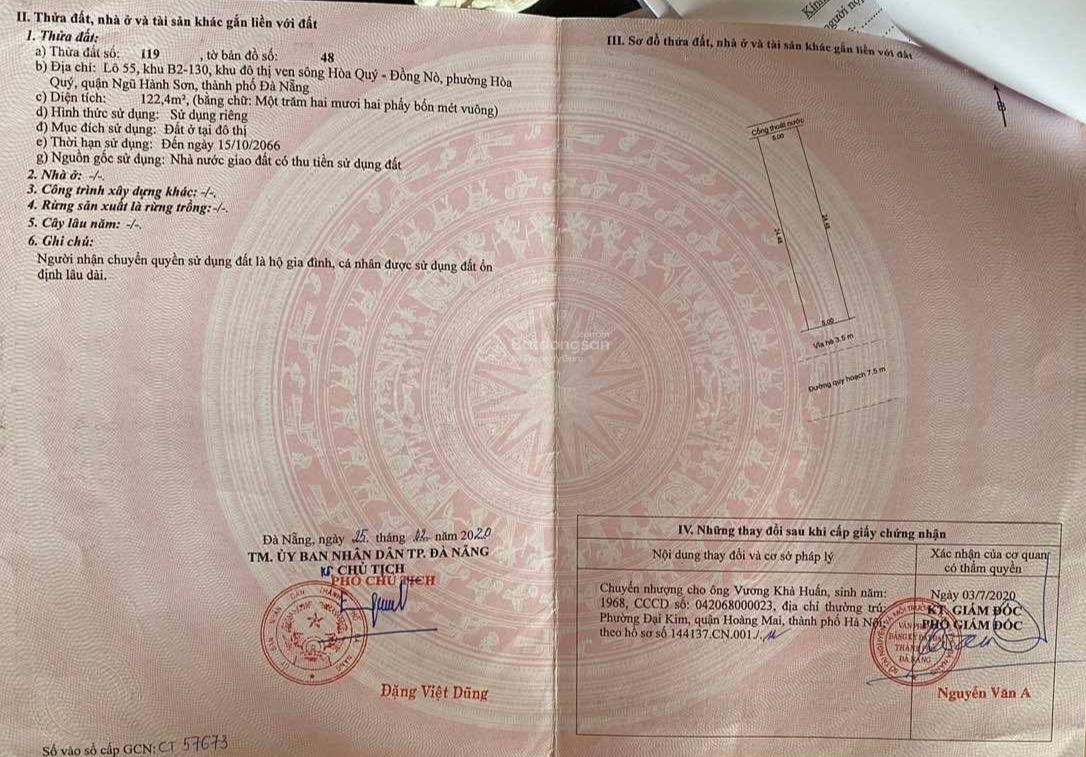 II. Thửa đất, nhà ở và tài sản khác gắn liền với đất
1. Thửa đất:
a) Thửa đất số: 119 , tờ bản đồ số: 48
b) Địa chỉ: Lô 55, khu B2-130, khu đô thị ven sông Hòa Quý - Đồng Nò, phường Hòa
Quý, quận Ngũ Hành Sơn, thành phố Đà Nẵng
c) Diện tích: 122,4m², (bằng chữ: Một trăm hai mươi hai phẩy bốn mét vuông)
d) Hình thức sử dụng: Sử dụng riêng
đ) Mục đích sử dụng: Đất ở tại đô thị
e) Thời hạn sử dụng: Đến ngày 15/10/2066
g) Nguồn gốc sử dụng: Nhà nước giao đất có thu tiền sử dụng đất
2. Nhà ở: -/-.
3. Công trình xây dựng khác: -/-.
4. Rừng sản xuất là rừng trồng: -/-.
5. Cây lâu năm: -/-.
6. Ghi chú:
Người nhận chuyển quyền sử dụng đất là hộ gia đình, cá nhân được sử dụng đất ổn
định lâu dài.
Đà Nẵng, ngày 25 tháng 02 năm 2020
TM. ỦY BAN NHÂN DÂN TP. ĐÀ NẴNG
KT CHỦ TỊCH
PHÓ CHỦ TỊCH
Đặng Việt Dũng
Số vào sổ cấp GCN: CT 57673
III. Sơ đồ thửa đất, nhà ở và tài sản khác gắn liền với đất
Cống thoát nước
5.00
24.48
24.48
5.00
Vỉa hè 3.5 m
Đường quy hoạch 7.5 m
IV. Những thay đổi sau khi cấp giấy chứng nhận
Nội dung thay đổi và cơ sở pháp lý
Xác nhận của cơ quan
có thẩm quyền
Chuyển nhượng cho ông Vương Khả Huấn, sinh năm:
1968, CCCD số: 042068000023, địa chỉ thường trú:
Phường Đại Kim, quận Hoàng Mai, thành phố Hà Nội;
theo hồ sơ số 144137.CN.001./.
Ngày 03/7/2020
KT. GIÁM ĐỐC
PHÓ GIÁM ĐỐC
Nguyễn Văn A
Batdongsan
by PropertyGuru